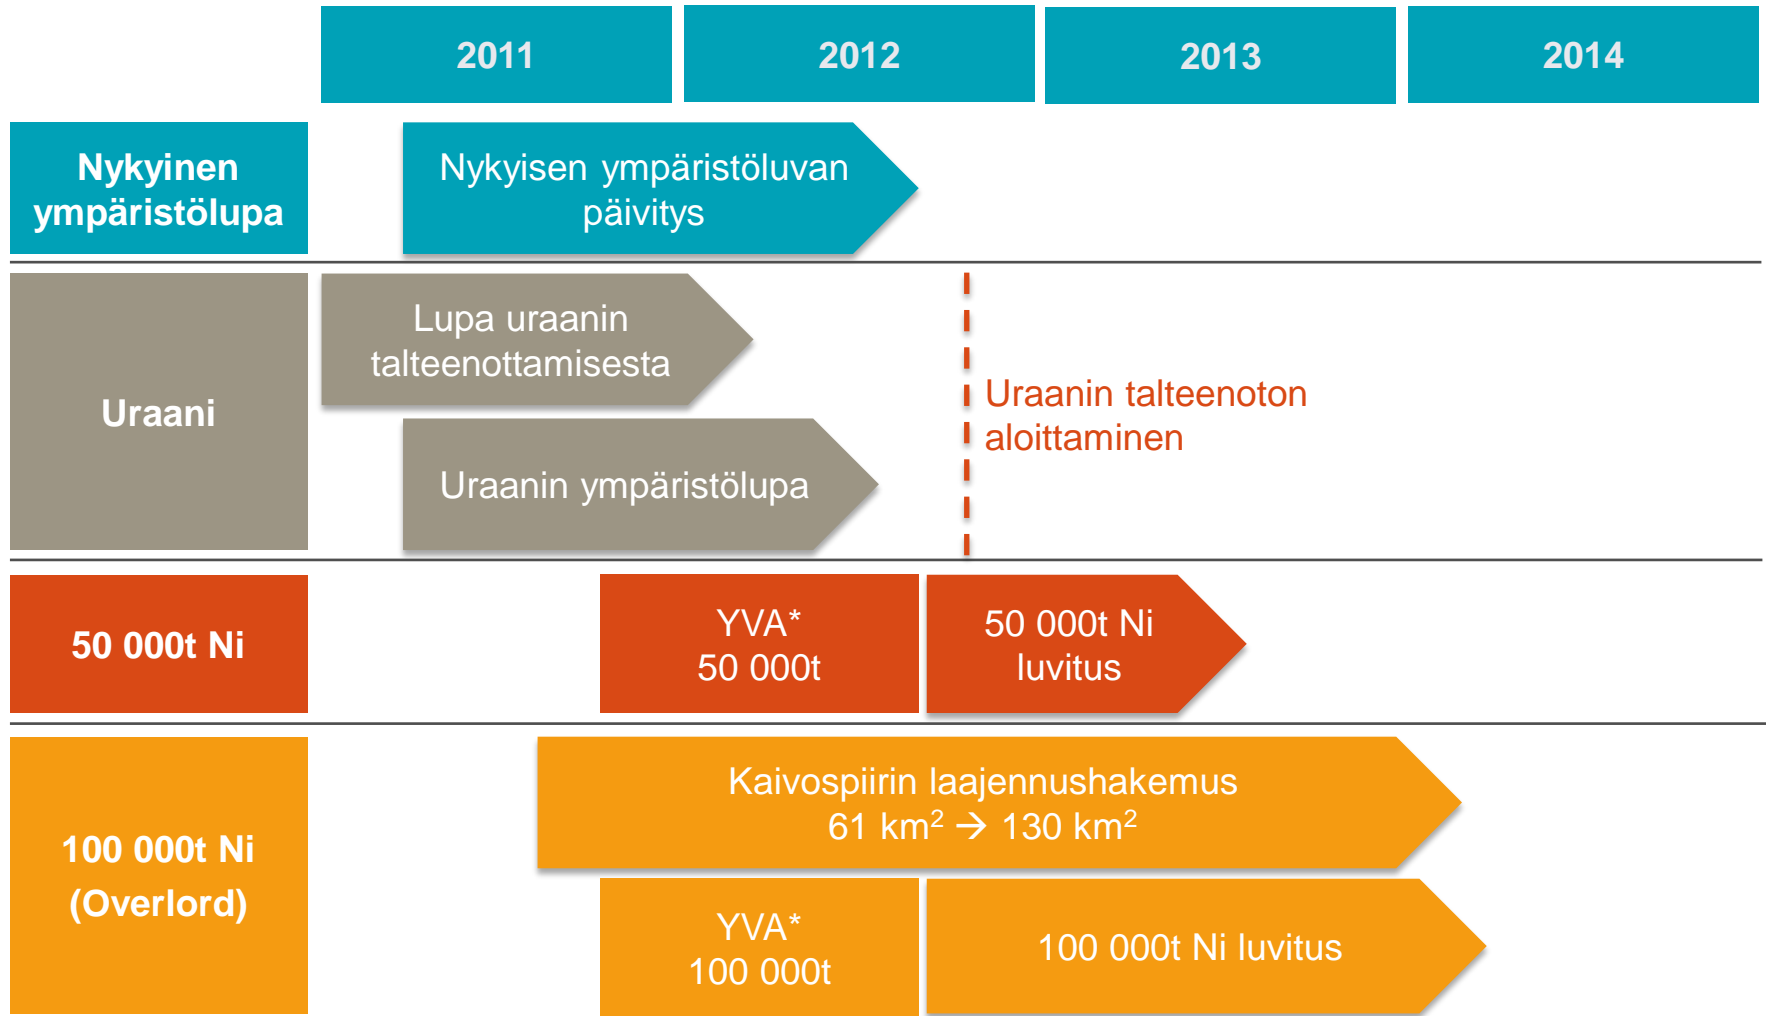 2011
2012
2013
2014
Nykyinen
ympäristölupa
Nykyisen ympäristöluvan
päivitys
Uraani
Lupa uraanin
talteenottamisesta
Uraanin ympäristölupa
Uraanin talteenoton
aloittaminen
50 000t Ni
YVA*
50 000t
50 000t Ni
luvitus
100 000t Ni
(Overlord)
Kaivospiirin laajennushakemus
61 km² → 130 km²
YVA*
100 000t
100 000t Ni luvitus